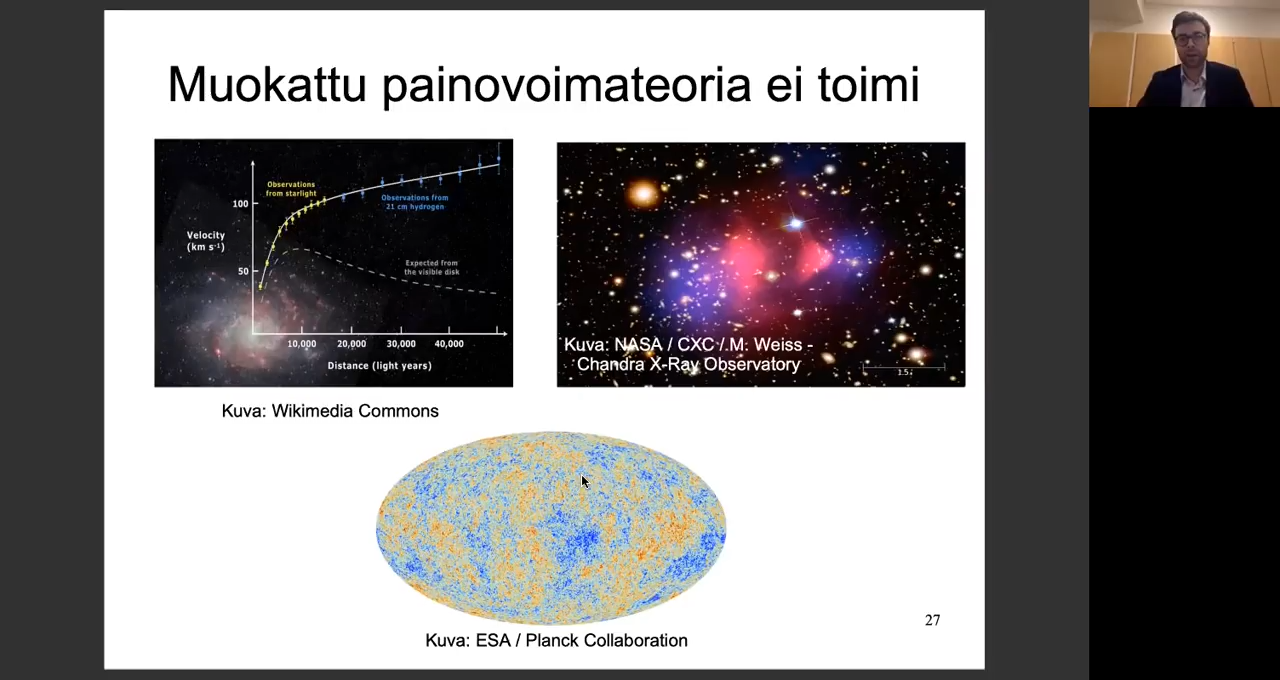 Muokattu painovoimateoria ei toimi
Observations
from starlight
Observations from
21 cm hydrogen
100
Velocity
(km s-1)
Expected from
the visible disk
50
10,000 20,000 30,000 40,000
Distance (light years)
Kuva: NASA / CXC / M. Weiss -
Chandra X-Ray Observatory
1.5'
Kuva: Wikimedia Commons
27
Kuva: ESA / Planck Collaboration